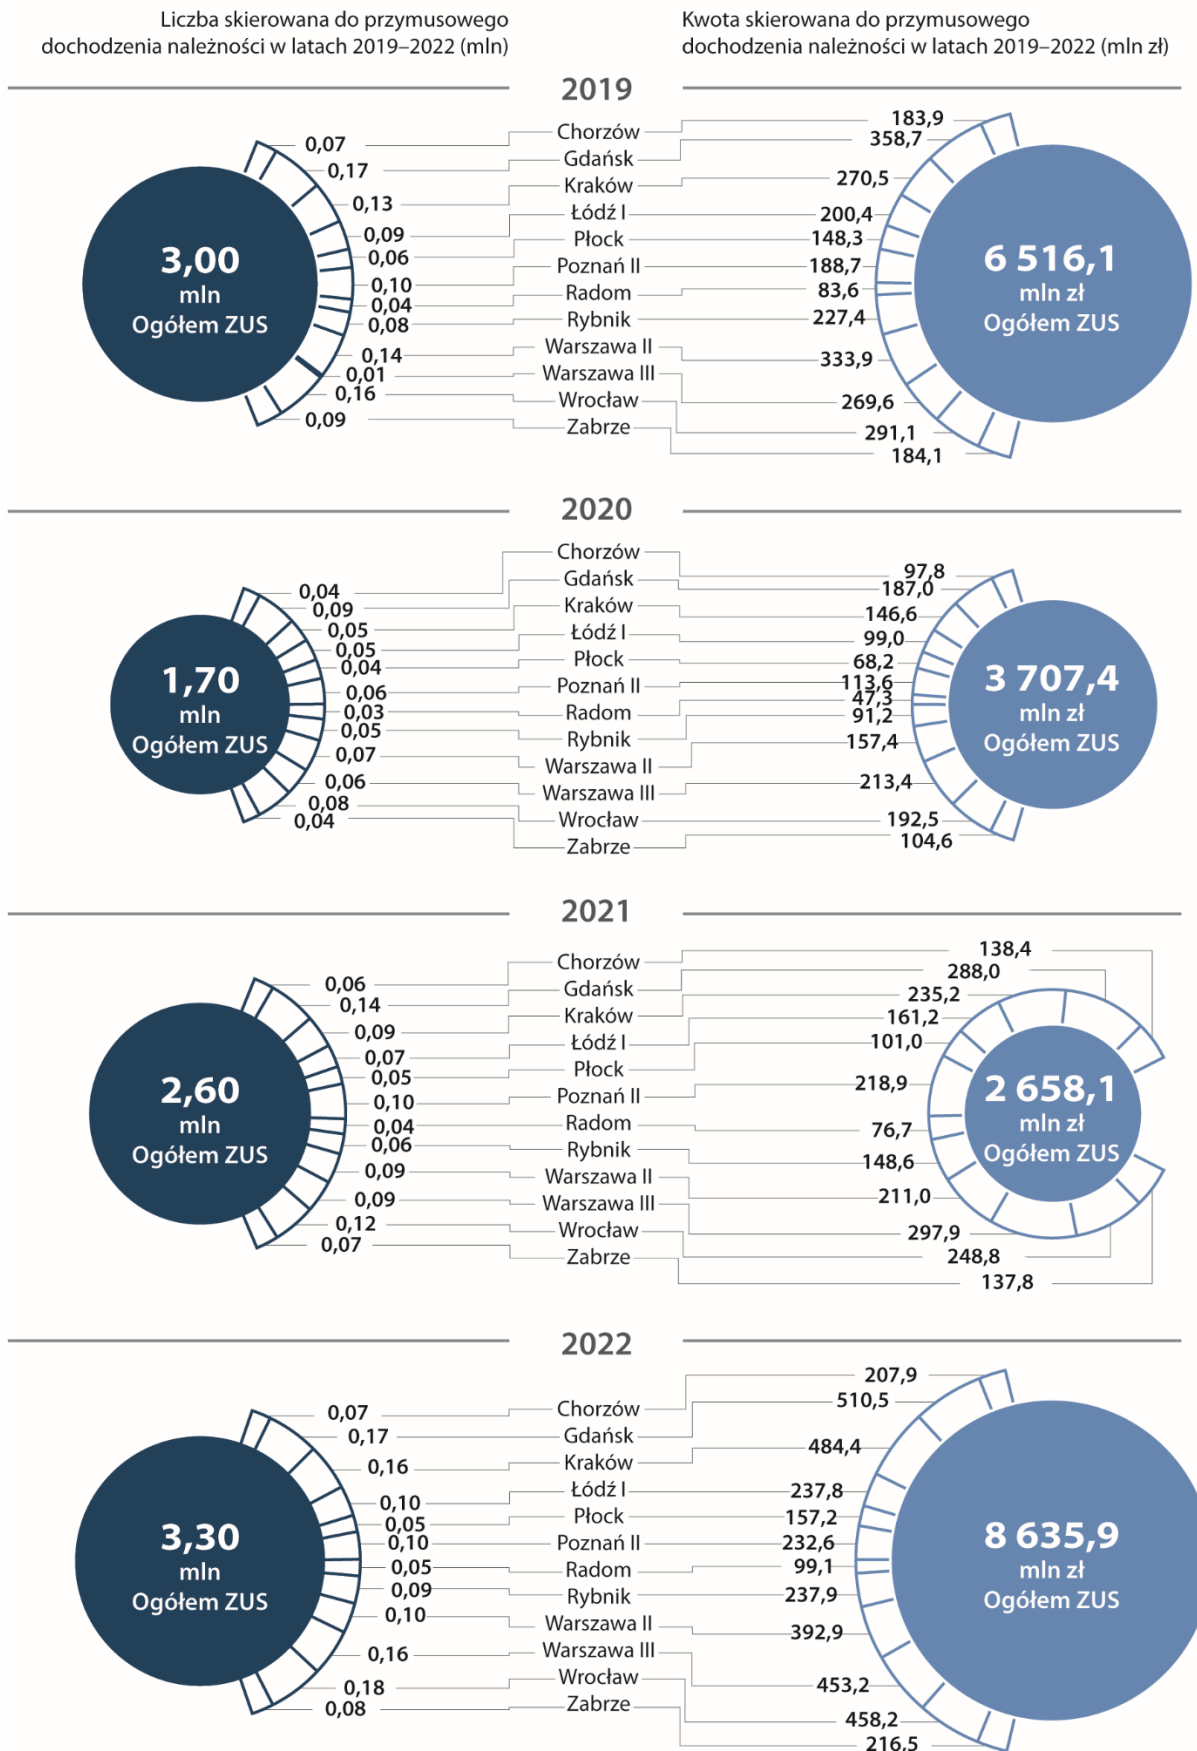 Liczba skierowana do przymusowego
dochodzenia należności w latach 2019–2022 (mln)
Kwota skierowana do przymusowego
dochodzenia należności w latach 2019–2022 (mln zł)
2019
0,07 Chorzów 183,9
0,17 Gdańsk 358,7
0,13 Kraków 270,5
0,09 Łódź I 200,4
0,06 Płock 148,3
0,10 Poznań II 188,7
0,04 Radom 83,6
0,08 Rybnik 227,4
0,14 Warszawa II 333,9
0,01 Warszawa III 269,6
0,16 Wrocław 291,1
0,09 Zabrze 184,1
3,00
mln
Ogółem ZUS
6 516,1
mln zł
Ogółem ZUS
2020
0,04 Chorzów 97,8
0,09 Gdańsk 187,0
0,05 Kraków 146,6
0,05 Łódź I 99,0
0,04 Płock 68,2
0,06 Poznań II 113,6
0,03 Radom 47,3
0,05 Rybnik 91,2
0,07 Warszawa II 157,4
0,06 Warszawa III 213,4
0,08 Wrocław 192,5
0,04 Zabrze 104,6
1,70
mln
Ogółem ZUS
3 707,4
mln zł
Ogółem ZUS
2021
0,06 Chorzów 138,4
0,14 Gdańsk 288,0
0,09 Kraków 235,2
0,07 Łódź I 161,2
0,05 Płock 101,0
0,10 Poznań II 218,9
0,04 Radom 76,7
0,06 Rybnik 148,6
0,09 Warszawa II 211,0
0,09 Warszawa III 297,9
0,12 Wrocław 248,8
0,07 Zabrze 137,8
2,60
mln
Ogółem ZUS
2 658,1
mln zł
Ogółem ZUS
2022
0,07 Chorzów 207,9
0,17 Gdańsk 510,5
0,16 Kraków 484,4
0,10 Łódź I 237,8
0,05 Płock 157,2
0,10 Poznań II 232,6
0,05 Radom 99,1
0,09 Rybnik 237,9
0,10 Warszawa II 392,9
0,16 Warszawa III 453,2
0,18 Wrocław 458,2
0,08 Zabrze 216,5
3,30
mln
Ogółem ZUS
8 635,9
mln zł
Ogółem ZUS